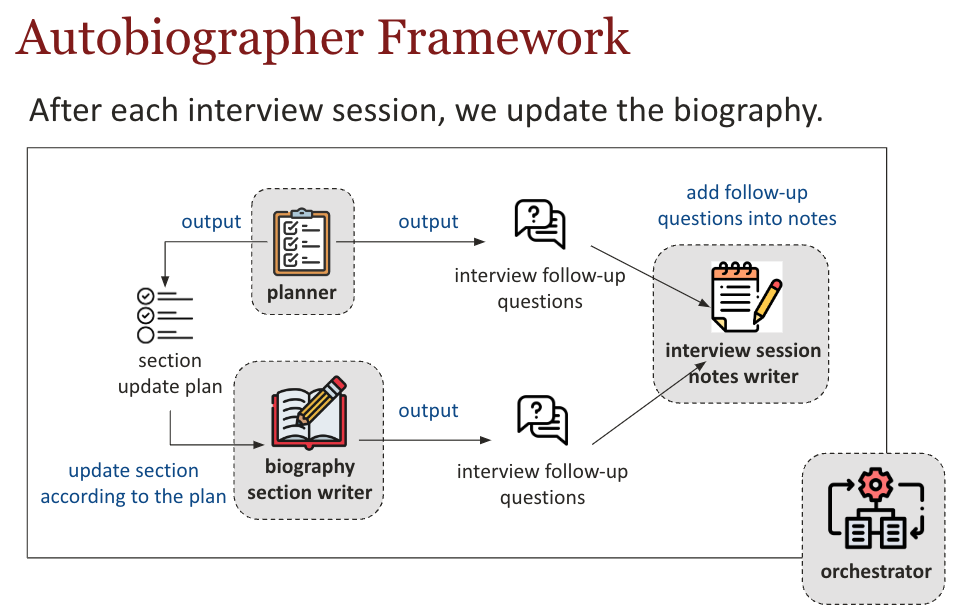 Autobiographer Framework
After each interview session, we update the biography.
output
planner
output
interview follow-up
questions
add follow-up
questions into notes
interview session
notes writer
section
update plan
update section
according to the plan
biography
section writer
output
interview follow-up
questions
orchestrator